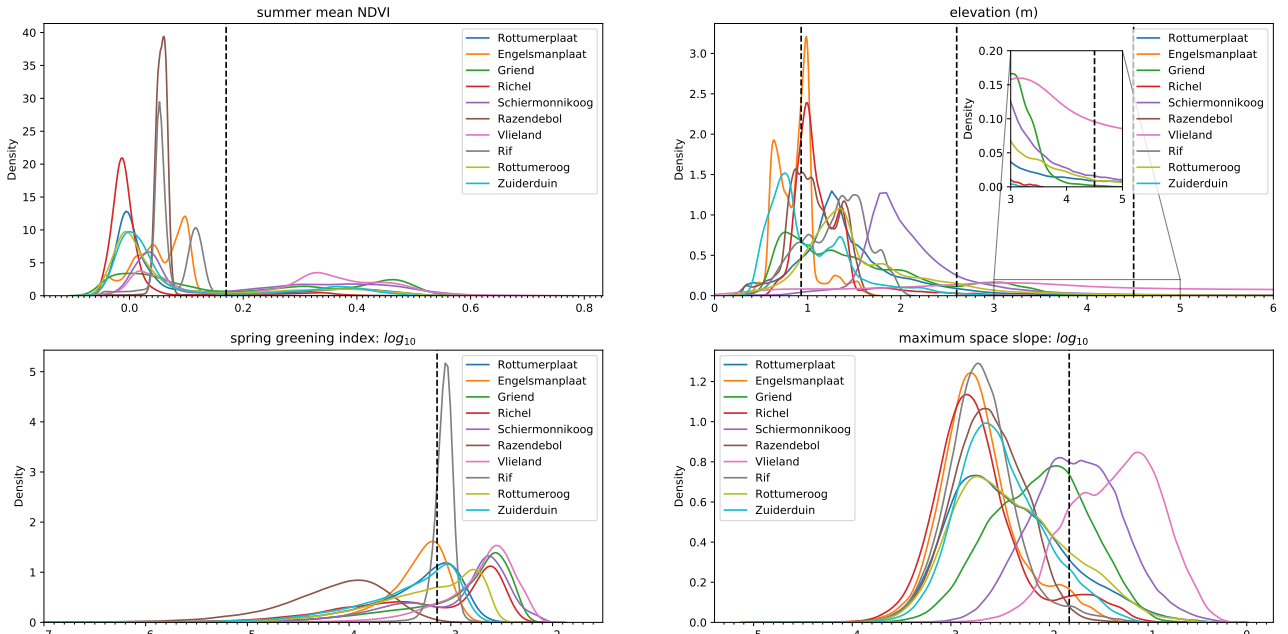 summer mean NDVI
Density
40
35
30
25
20
15
10
5
0
0.0
0.2
0.4
0.6
0.8
Rottumerplaat
Engelsmanplaat
Griend
Richel
Schiermonnikoog
Razendebol
Vlieland
Rif
Rottumeroog
Zuiderduin
elevation (m)
Density
3.0
2.5
2.0
1.5
1.0
0.5
0.0
0
1
2
3
4
5
6
Density
0.20
0.15
0.10
0.05
0.00
3
4
5
Rottumerplaat
Engelsmanplaat
Griend
Richel
Schiermonnikoog
Razendebol
Vlieland
Rif
Rottumeroog
Zuiderduin
spring greening index: log10
Density
5
4
3
2
1
0
7
6
5
4
3
2
Rottumerplaat
Engelsmanplaat
Griend
Richel
Schiermonnikoog
Razendebol
Vlieland
Rif
Rottumeroog
Zuiderduin
maximum space slope: log10
Density
1.2
1.0
0.8
0.6
0.4
0.2
0.0
5
4
3
2
1
0
Rottumerplaat
Engelsmanplaat
Griend
Richel
Schiermonnikoog
Razendebol
Vlieland
Rif
Rottumeroog
Zuiderduin